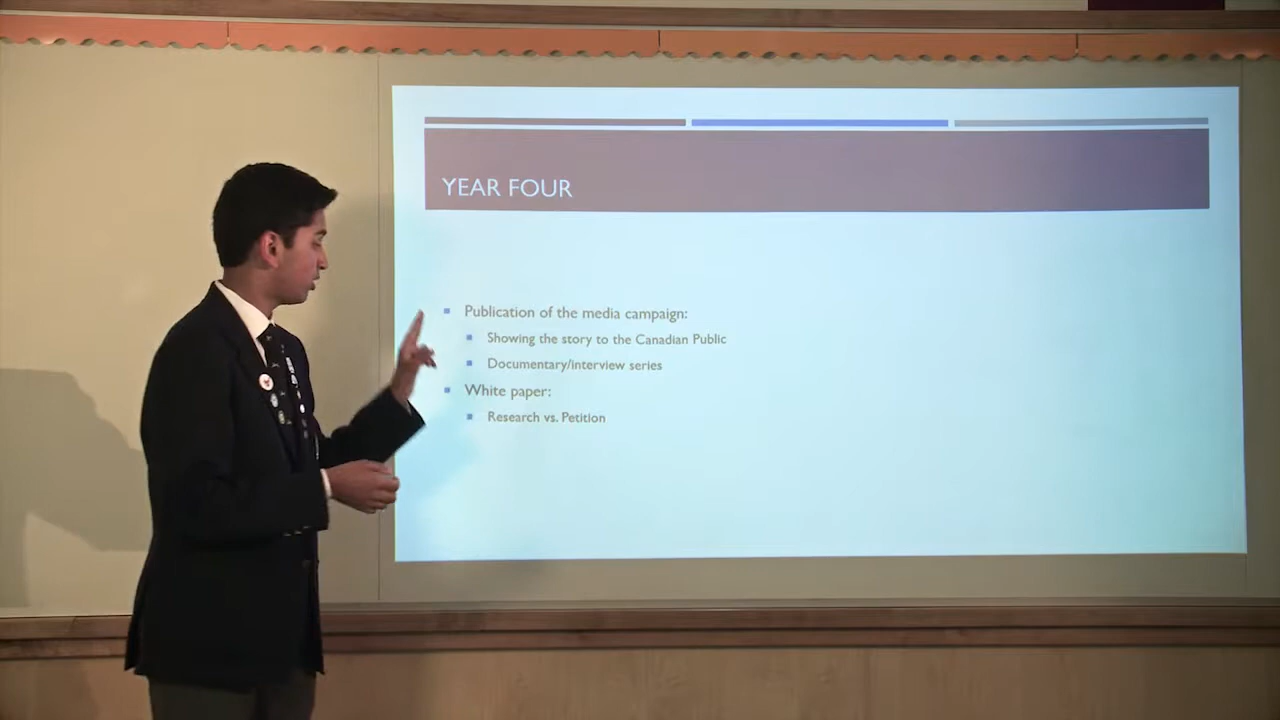 YEAR FOUR
Publication of the media campaign:
Showing the story to the Canadian Public
Documentary/interview series
White paper:
Research vs. Petition